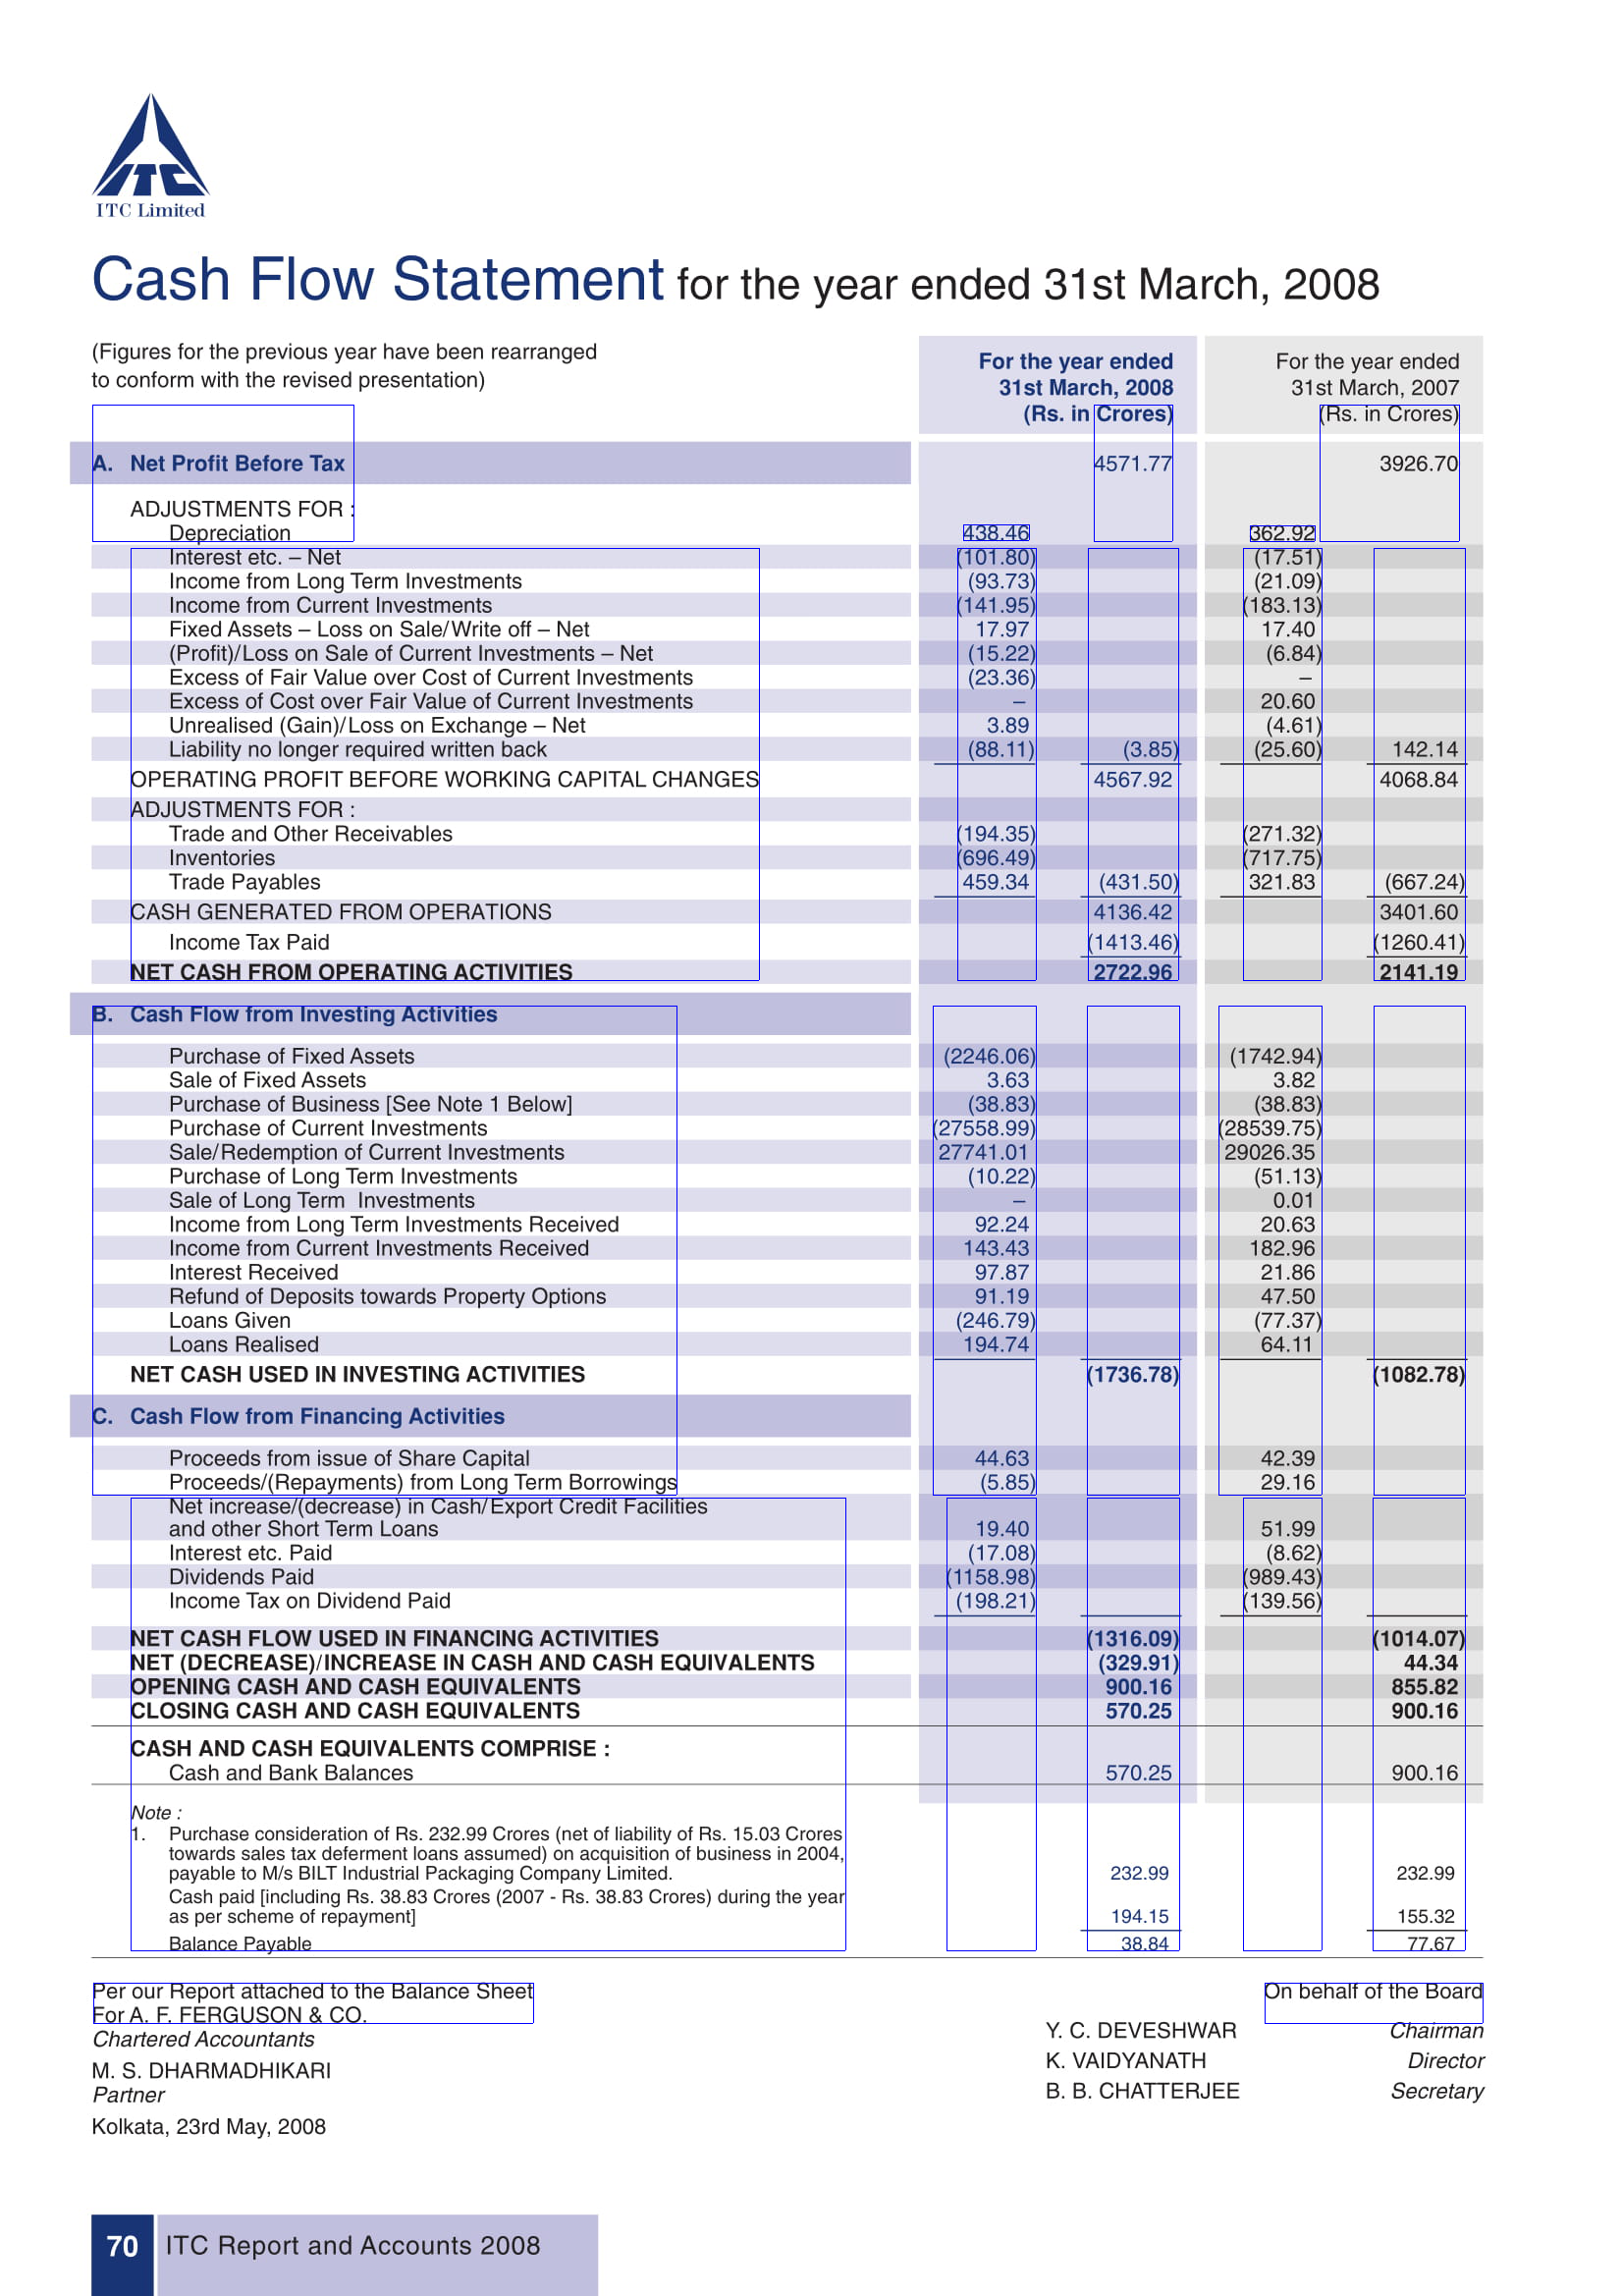 ITC
ITC Limited
Cash Flow Statement for the year ended 31st March, 2008
(Figures for the previous year have been rearranged
to conform with the revised presentation)
For the year ended
31st March, 2008
(Rs. in Crores)
For the year ended
31st March, 2007
(Rs. in Crores)
A. Net Profit Before Tax 4571.77 3926.70
ADJUSTMENTS FOR :
Depreciation 438.46 362.92
Interest etc. – Net (101.80) (17.51)
Income from Long Term Investments (93.73) (21.09)
Income from Current Investments (141.95) (183.13)
Fixed Assets – Loss on Sale/Write off – Net 17.97 17.40
(Profit)/Loss on Sale of Current Investments – Net (15.22) (6.84)
Excess of Fair Value over Cost of Current Investments (23.36) –
Excess of Cost over Fair Value of Current Investments – 20.60
Unrealised (Gain)/Loss on Exchange – Net 3.89 (4.61)
Liability no longer required written back (88.11) (3.85) (25.60) 142.14
OPERATING PROFIT BEFORE WORKING CAPITAL CHANGES 4567.92 4068.84
ADJUSTMENTS FOR :
Trade and Other Receivables (194.35) (271.32)
Inventories (696.49) (717.75)
Trade Payables 459.34 (431.50) 321.83 (667.24)
CASH GENERATED FROM OPERATIONS 4136.42 3401.60
Income Tax Paid (1413.46) (1260.41)
NET CASH FROM OPERATING ACTIVITIES 2722.96 2141.19
B. Cash Flow from Investing Activities
Purchase of Fixed Assets (2246.06) (1742.94)
Sale of Fixed Assets 3.63 3.82
Purchase of Business [See Note 1 Below] (38.83) (38.83)
Purchase of Current Investments (27558.99) (28539.75)
Sale/Redemption of Current Investments 27741.01 29026.35
Purchase of Long Term Investments (10.22) (51.13)
Sale of Long Term Investments – 0.01
Income from Long Term Investments Received 92.24 20.63
Income from Current Investments Received 143.43 182.96
Interest Received 97.87 21.86
Refund of Deposits towards Property Options 91.19 47.50
Loans Given (246.79) (77.37)
Loans Realised 194.74 64.11
NET CASH USED IN INVESTING ACTIVITIES (1736.78) (1082.78)
C. Cash Flow from Financing Activities
Proceeds from issue of Share Capital 44.63 42.39
Proceeds/(Repayments) from Long Term Borrowings (5.85) 29.16
Net increase/(decrease) in Cash/Export Credit Facilities
and other Short Term Loans 19.40 51.99
Interest etc. Paid (17.08) (8.62)
Dividends Paid (1158.98) (989.43)
Income Tax on Dividend Paid (198.21) (139.56)
NET CASH FLOW USED IN FINANCING ACTIVITIES (1316.09) (1014.07)
NET (DECREASE)/INCREASE IN CASH AND CASH EQUIVALENTS (329.91) 44.34
OPENING CASH AND CASH EQUIVALENTS 900.16 855.82
CLOSING CASH AND CASH EQUIVALENTS 570.25 900.16
CASH AND CASH EQUIVALENTS COMPRISE :
Cash and Bank Balances 570.25 900.16
Note :
1. Purchase consideration of Rs. 232.99 Crores (net of liability of Rs. 15.03 Crores
towards sales tax deferment loans assumed) on acquisition of business in 2004,
payable to M/s BILT Industrial Packaging Company Limited. 232.99 232.99
Cash paid [including Rs. 38.83 Crores (2007 - Rs. 38.83 Crores) during the year
as per scheme of repayment] 194.15 155.32
Balance Payable 38.84 77.67
Per our Report attached to the Balance Sheet
For A. F. FERGUSON & CO.
Chartered Accountants
M. S. DHARMADHIKARI
Partner
Kolkata, 23rd May, 2008
On behalf of the Board
Y. C. DEVESHWAR Chairman
K. VAIDYANATH Director
B. B. CHATTERJEE Secretary
70 ITC Report and Accounts 2008